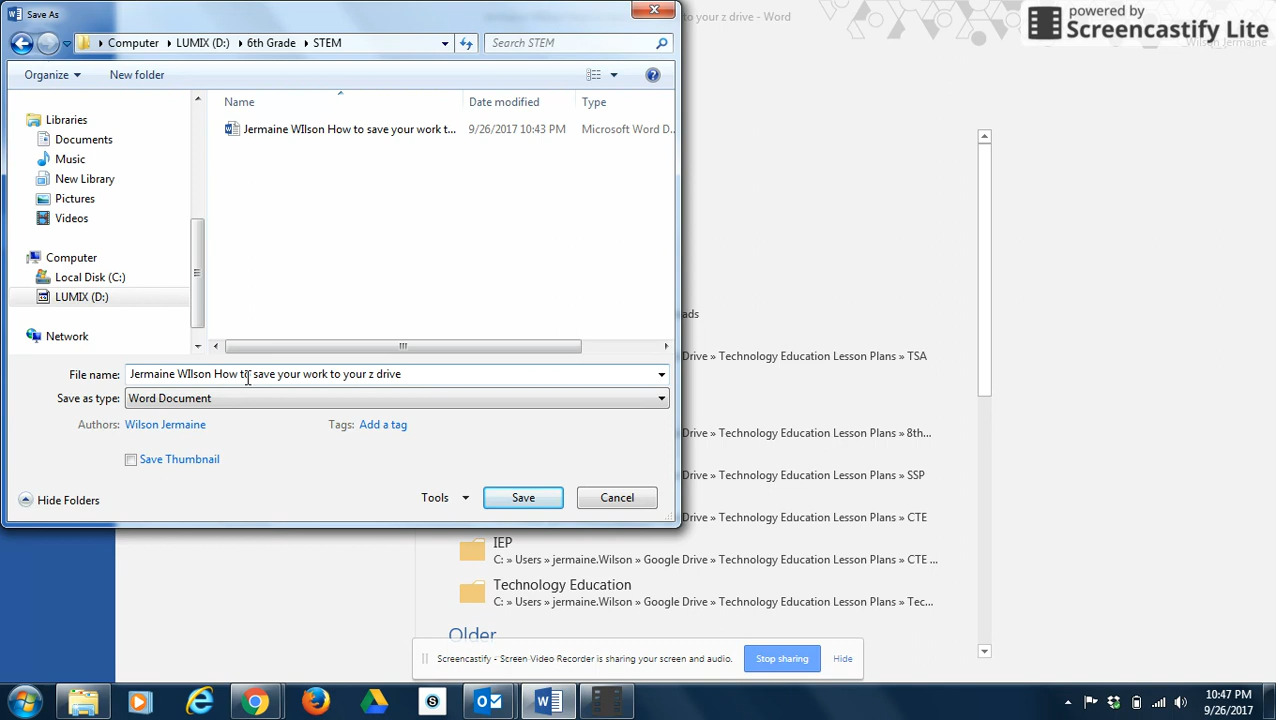 Save As
to your z drive - Word
powered by
Screencastify Lite
Wilson Jermaine
Computer LUMIX (D:) 6th Grade STEM
Search STEM
Organize New folder
Name Date modified Type
Libraries
Documents
Music
New Library
Pictures
Videos
Computer
Local Disk (C:)
LUMIX (D:)
Network
Jermaine WIlson How to save your work t... 9/26/2017 10:43 PM Microsoft Word D...
File name: Jermaine WIlson How to save your work to your z drive
Save as type: Word Document
Authors: Wilson Jermaine Tags: Add a tag
Save Thumbnail
Hide Folders Tools Save Cancel
ads
Drive » Technology Education Lesson Plans » TSA
Drive » Technology Education Lesson Plans » 8th...
Drive » Technology Education Lesson Plans » SSP
Drive » Technology Education Lesson Plans » CTE
IEP
C: » Users » jermaine.Wilson » Google Drive » Technology Education Lesson Plans » CTE ...
Technology Education
C: » Users » jermaine.Wilson » Google Drive » Technology Education Lesson Plans » Tec...
Older
Screencastify - Screen Video Recorder is sharing your screen and audio. Stop sharing Hide
10:47 PM
9/26/2017